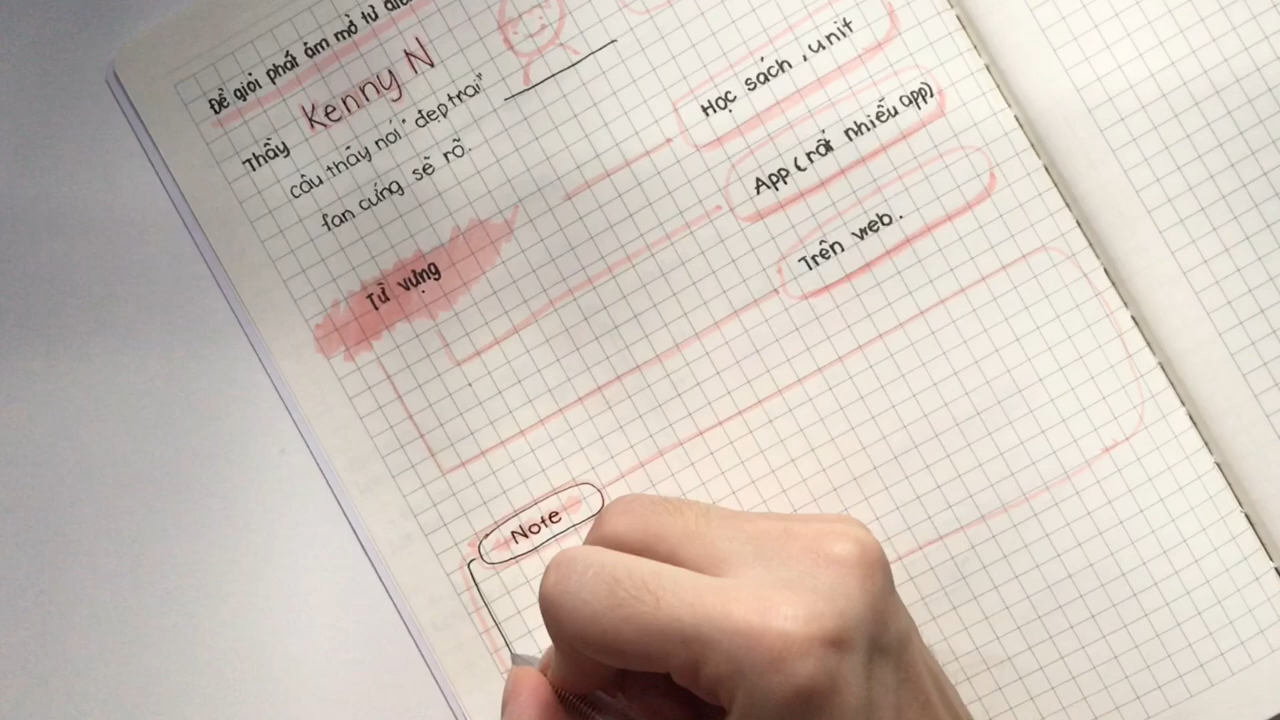 Để giỏi phát âm mở từ điể
Kenny N
Thầy
câu thầy nói "đẹp trai"
fan cứng sẽ rõ.
Từ vựng
Học sách, unit
App (rất nhiều app)
Trên web.
Note